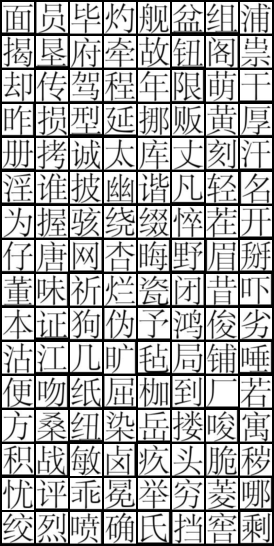 面员毕灼舰盆组浦
揭垦府牵故钮阁祟
却传驾程年限萌干
昨损型延挪贩黄厚
册拷诚太库丈刻汗
淫谁披幽谐凡轻名
为握骇绕缀悴茬开
仔唐网杏晦野眉掰
董味祈烂瓷闭昔吓
本证狗伪予鸿俊劣
沽江几旷毡局铺唾
便吻纸屈枷到厂若
方桑纽染岳搂唆寓
积战敏卤疚头脆秽
忧评乖冕举穷菱哪
绞烈喷确氏挡窖剩